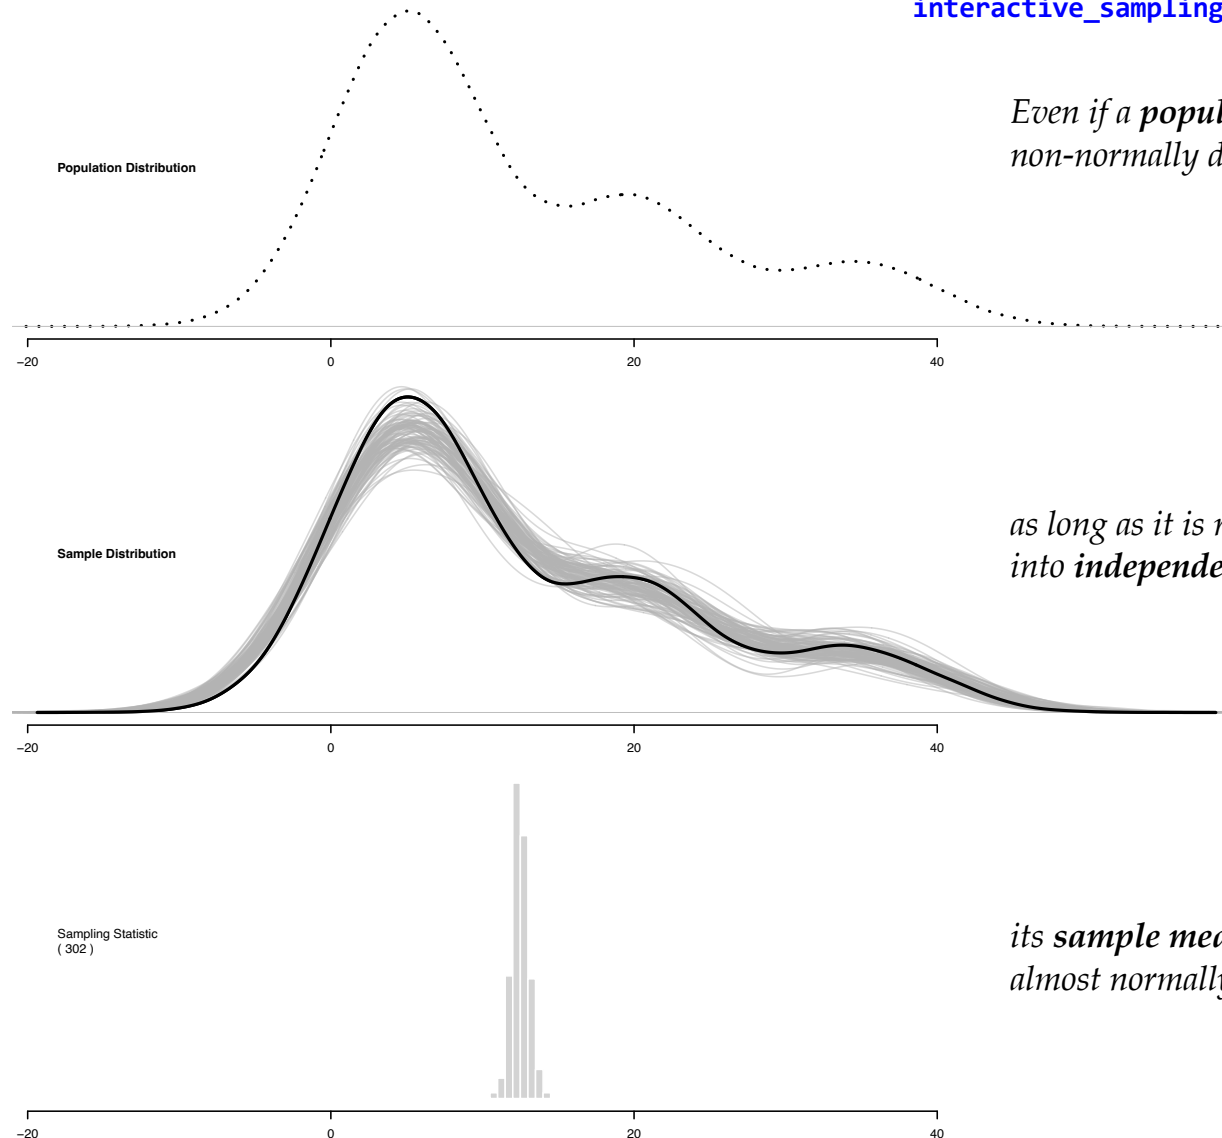 interactive_sampling
Even if a popul
non-normally d
Population Distribution
−20 0 20 40
as long as it is
into independe
Sample Distribution
−20 0 20 40
its sample mea
almost normally
Sampling Statistic
( 302 )
−20 0 20 40